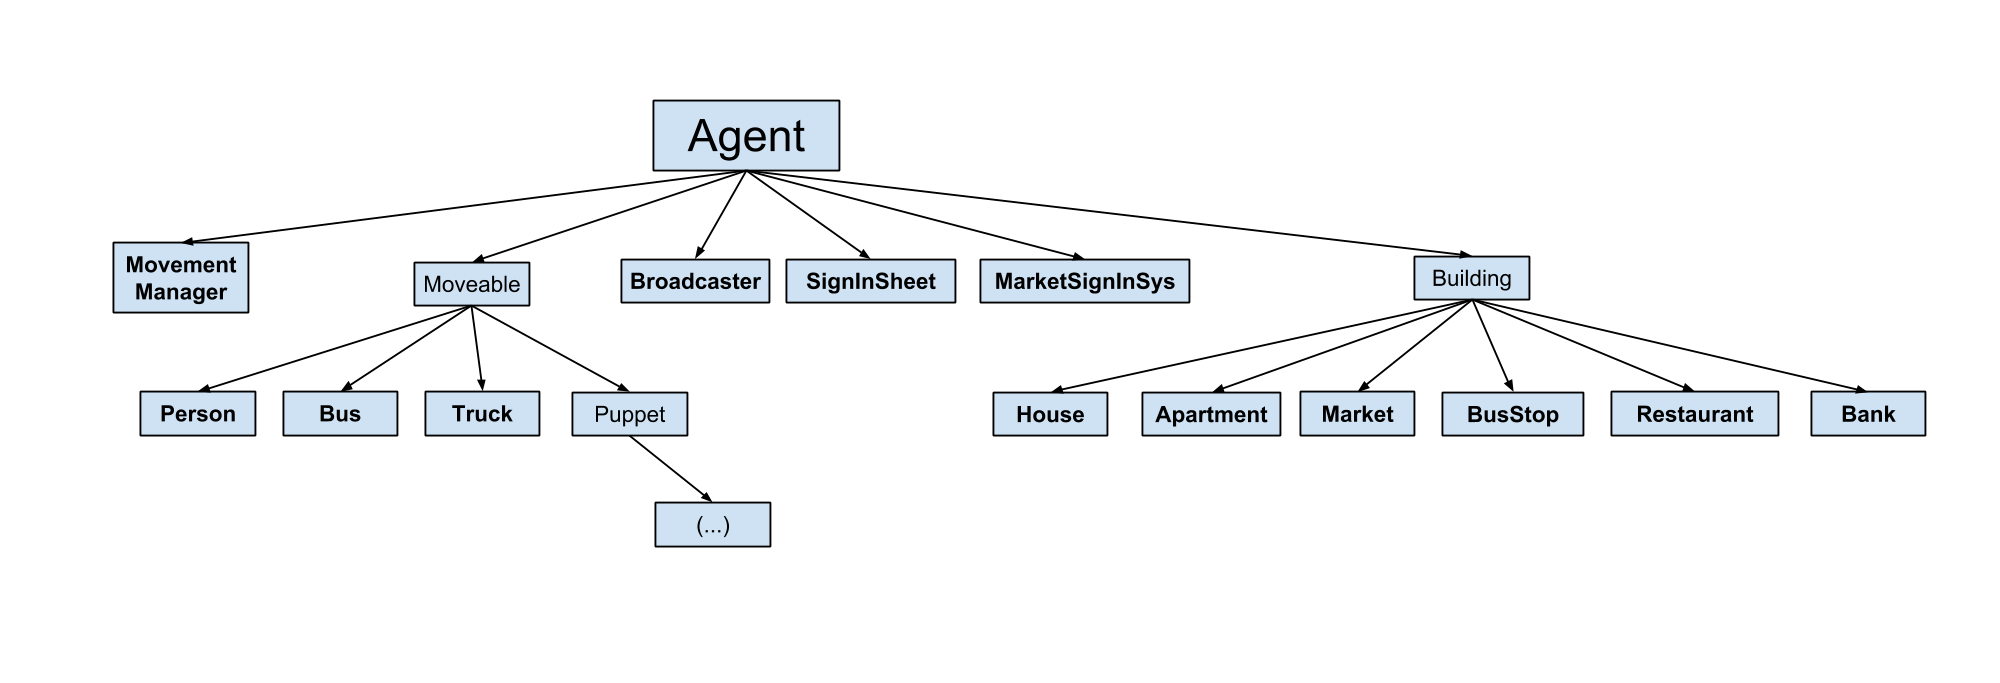 Agent
Movement
Manager
Moveable
Broadcaster
SignInSheet
MarketSignInSys
Building
Person
Bus
Truck
Puppet
House
Apartment
Market
BusStop
Restaurant
Bank
(...)